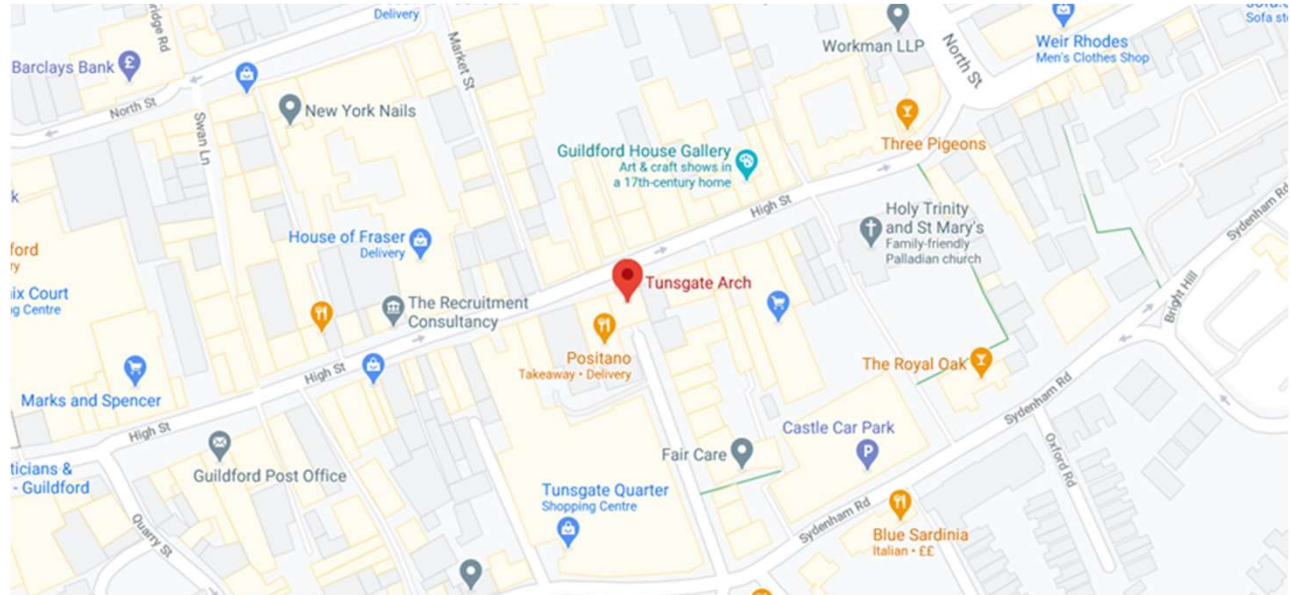 Delivery
Sofa sto
Workman LLP
North St
Weir Rhodes
Men's Clothes Shop
Barclays Bank
Market St
North St
Swan Ln
New York Nails
Three Pigeons
Guildford House Gallery
Art & craft shows in
a 17th-century home
High St
Holy Trinity
and St Mary's
Family-friendly
Palladian church
Sydenham Rd
House of Fraser
Delivery
Bright Hill
Tunsgate Arch
The Recruitment
Consultancy
Positano
Takeaway • Delivery
The Royal Oak
High St
Marks and Spencer
Sydenham Rd
High St
Castle Car Park
P
Oxford Rd
Guildford Post Office
Fair Care
Tunsgate Quarter
Shopping Centre
Sydenham Rd
Quarry St
Blue Sardinia
Italian • ££
- Guildford